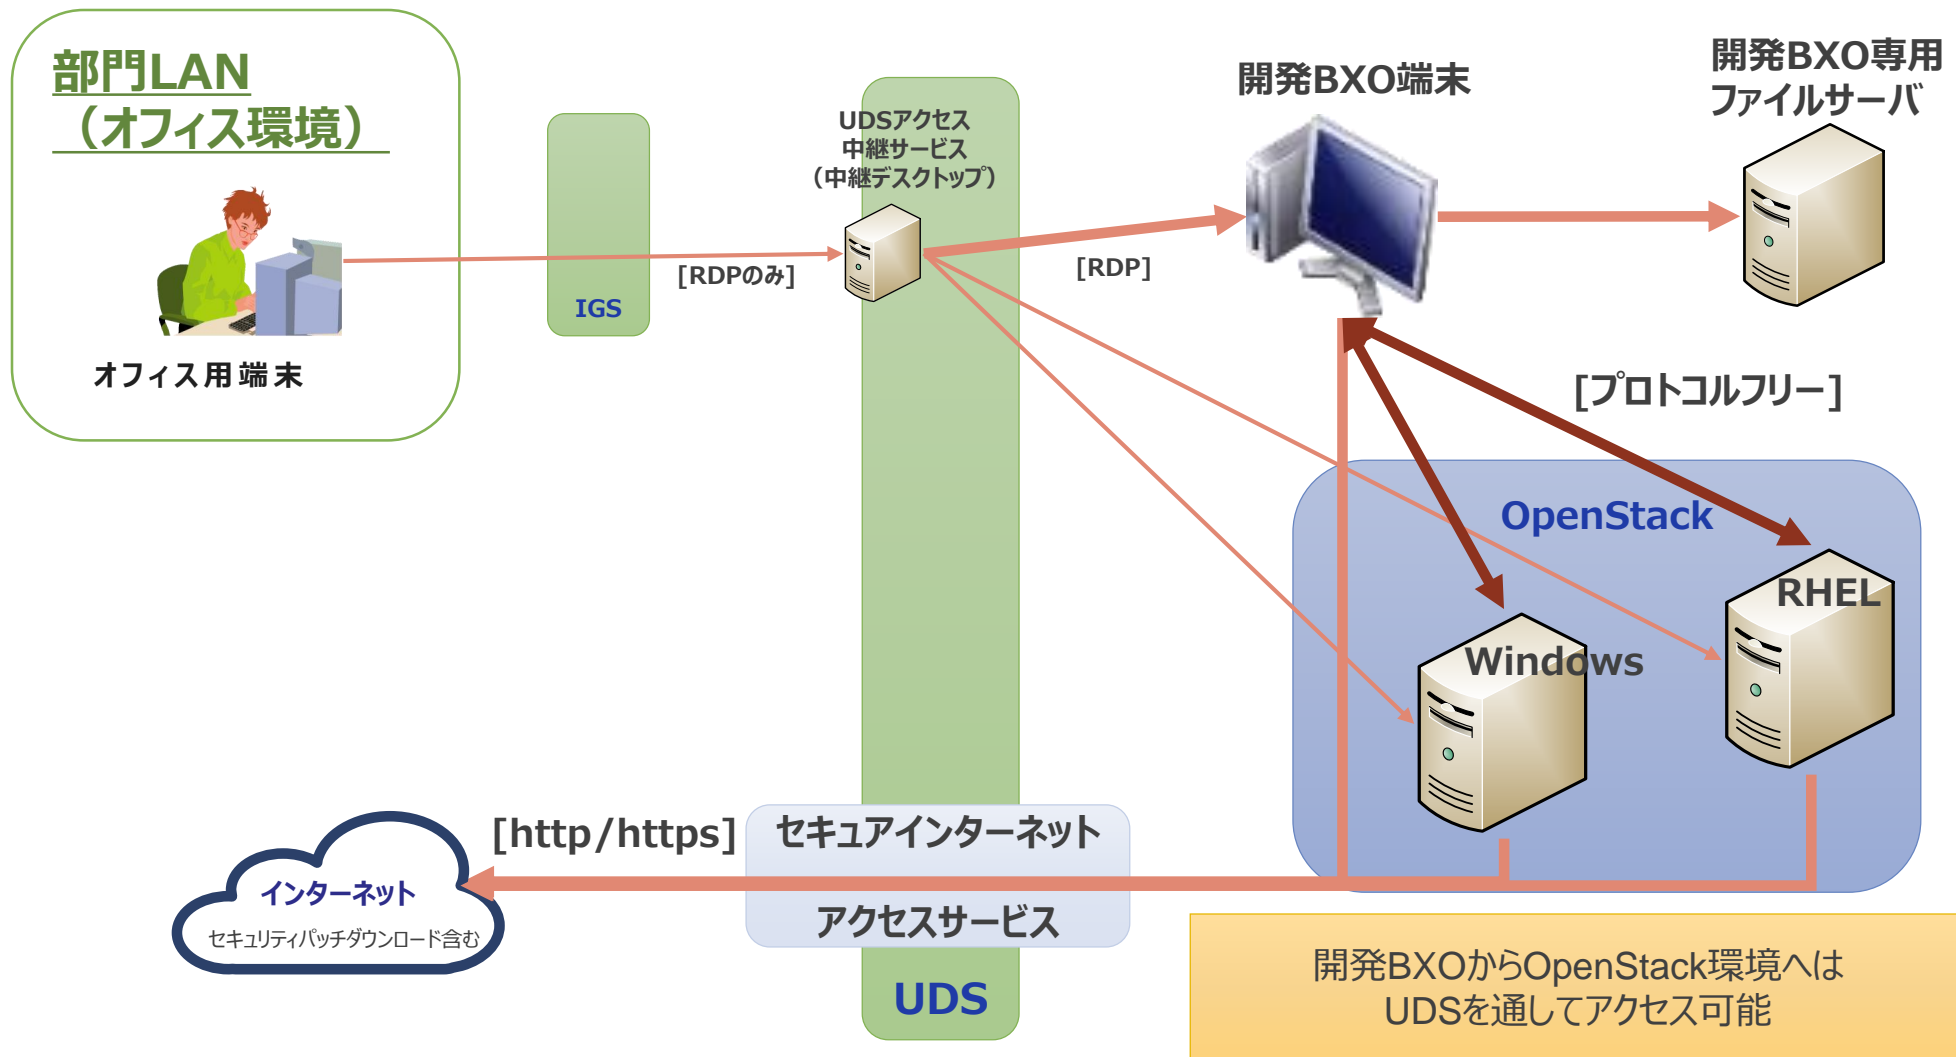 部門LAN
（オフィス環境）
オフィス用端末
IGS
[RDPのみ]
UDSアクセス
中継サービス
（中継デスクトップ）
[RDP]
開発BXO端末
開発BXO専用
ファイルサーバ
[プロトコルフリー]
OpenStack
RHEL
Windows
[http/https]
セキュアインターネット
アクセスサービス
インターネット
セキュリティパッチダウンロード含む
UDS
開発BXOからOpenStack環境へは
UDSを通してアクセス可能